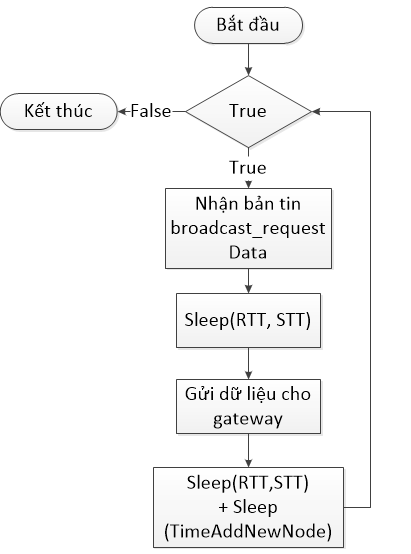 Bắt đầu
Kết thúc
False
True
True
Nhận bản tin
broadcast_request
Data
Sleep(RTT, STT)
Gửi dữ liệu cho
gateway
Sleep(RTT,STT)
+ Sleep
(TimeAddNewNode)